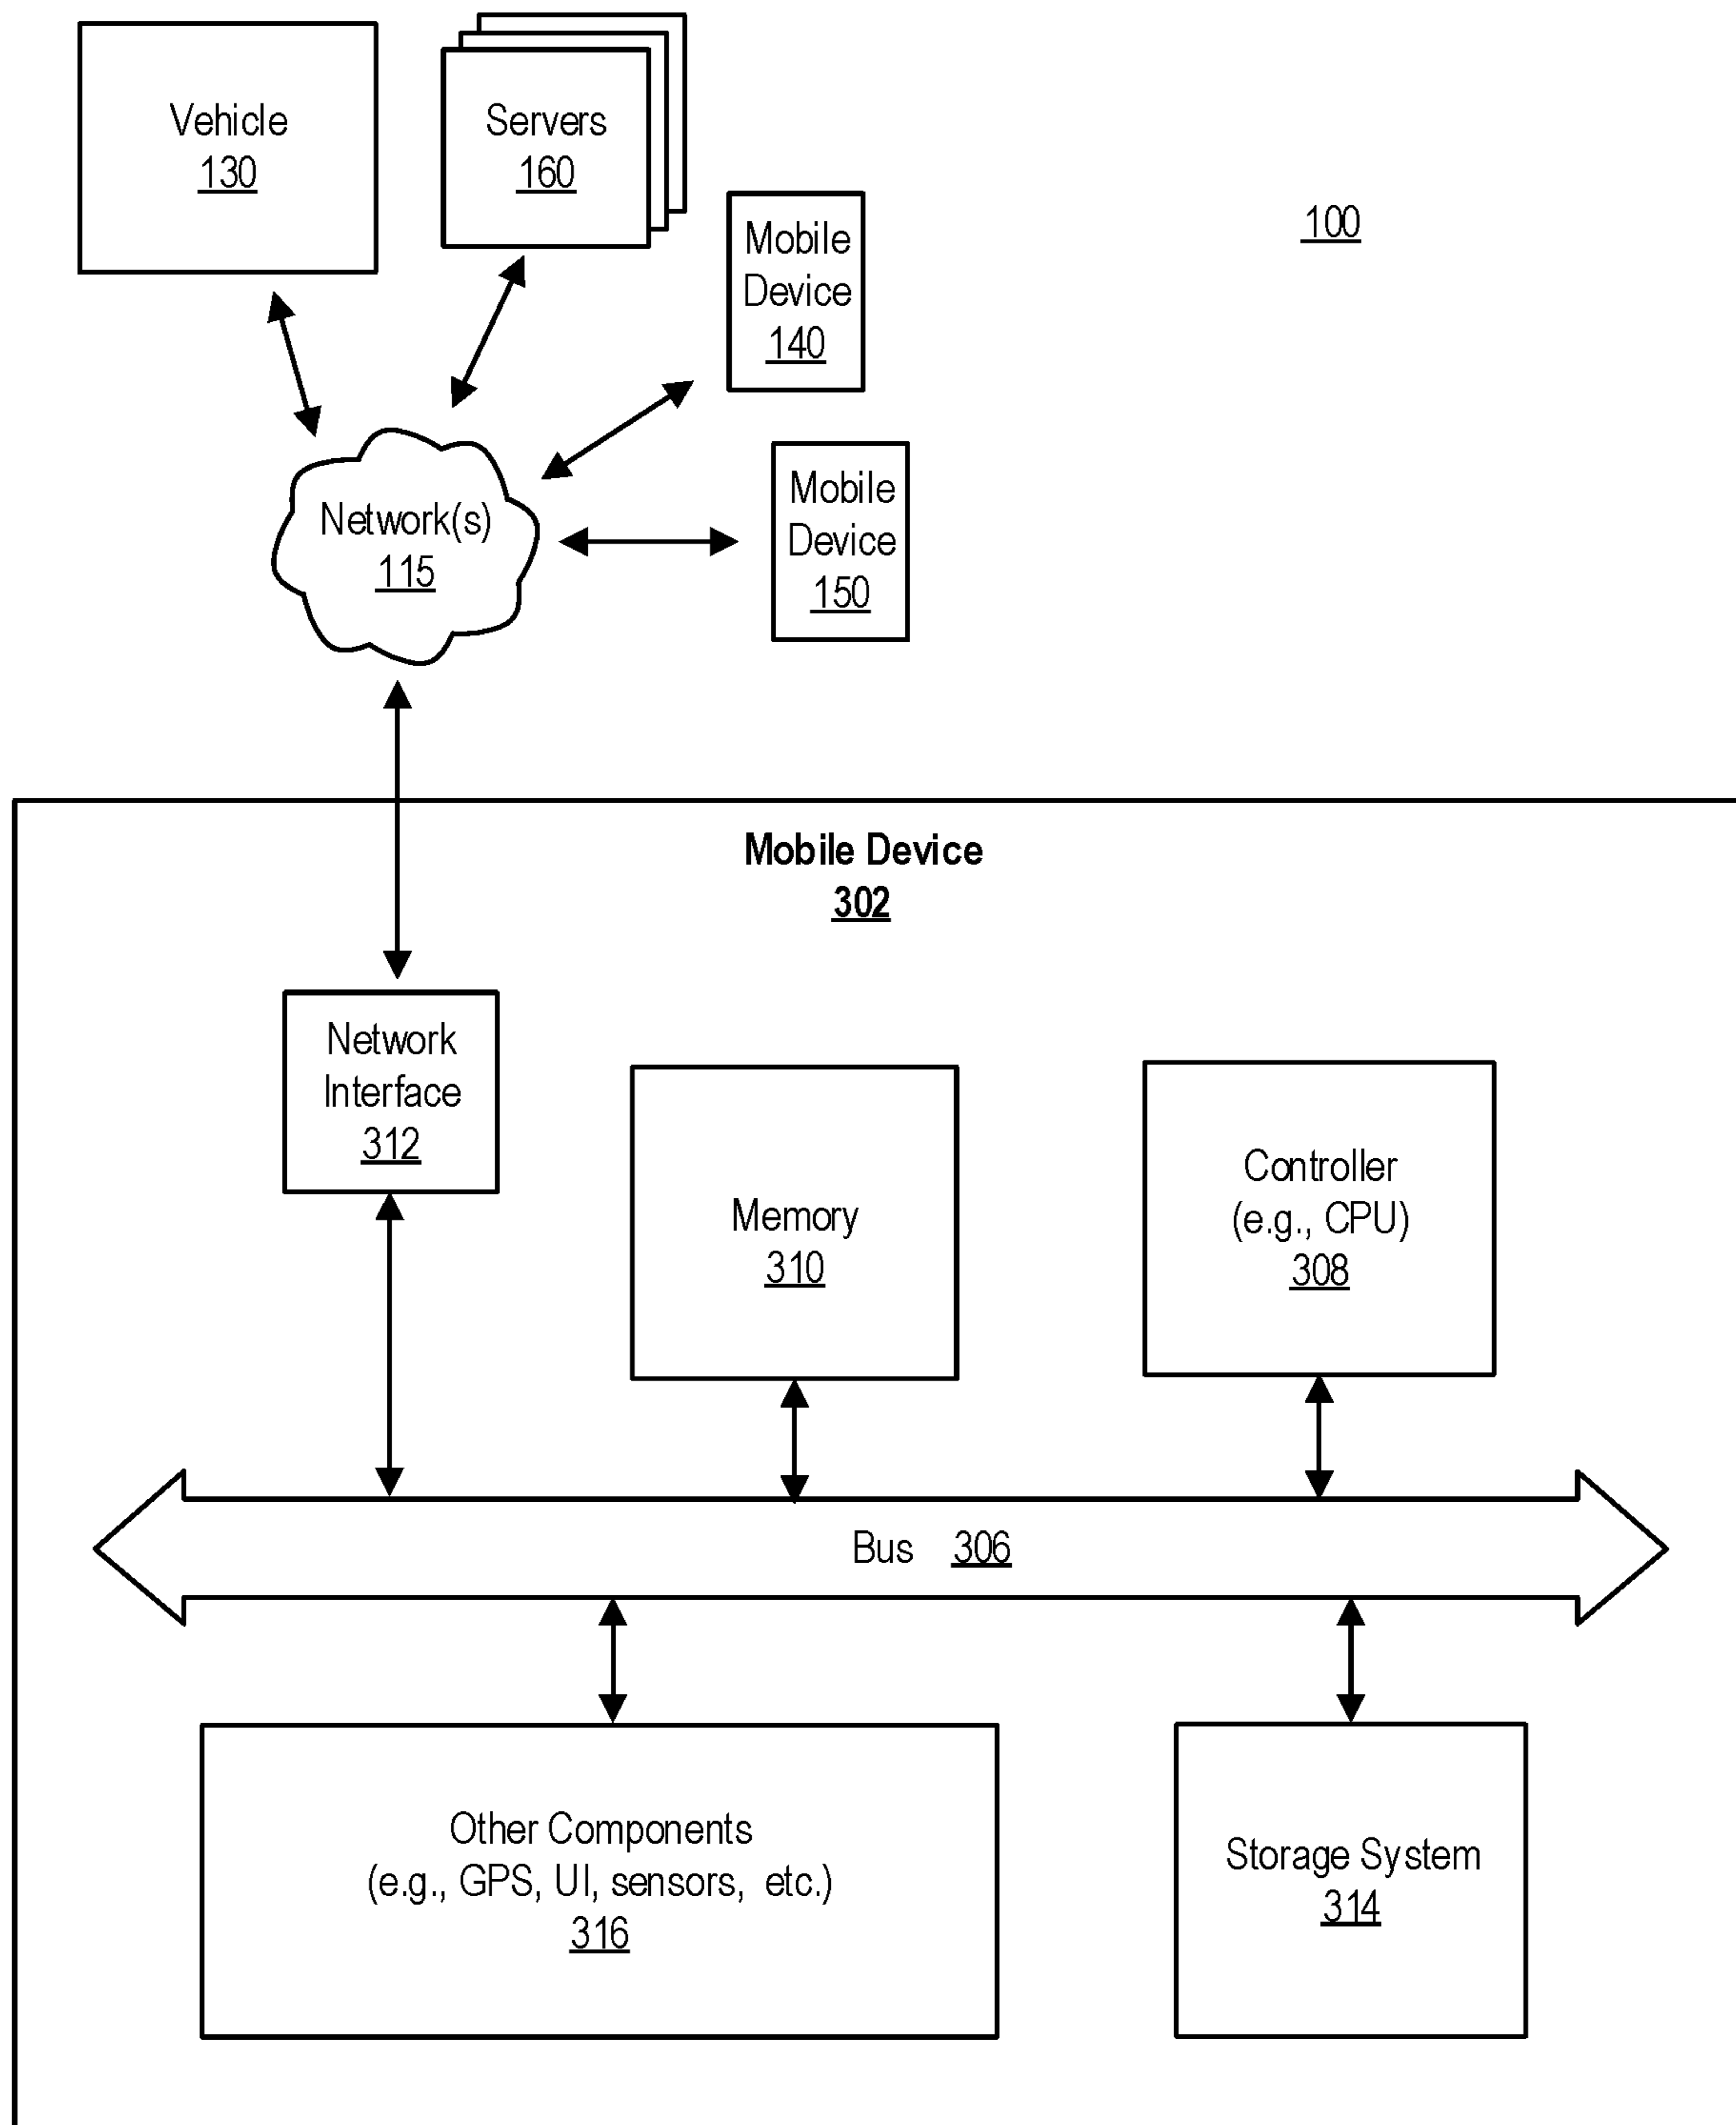 Vehicle
130
Servers
160
Mobile
Device
140
100
Mobile
Device
150
Network(s)
115
Mobile Device
302
Network
Interface
312
Memory
310
Controller
(e.g., CPU)
308
Bus 306
Other Components
(e.g., GPS, UI, sensors, etc.)
316
Storage System
314